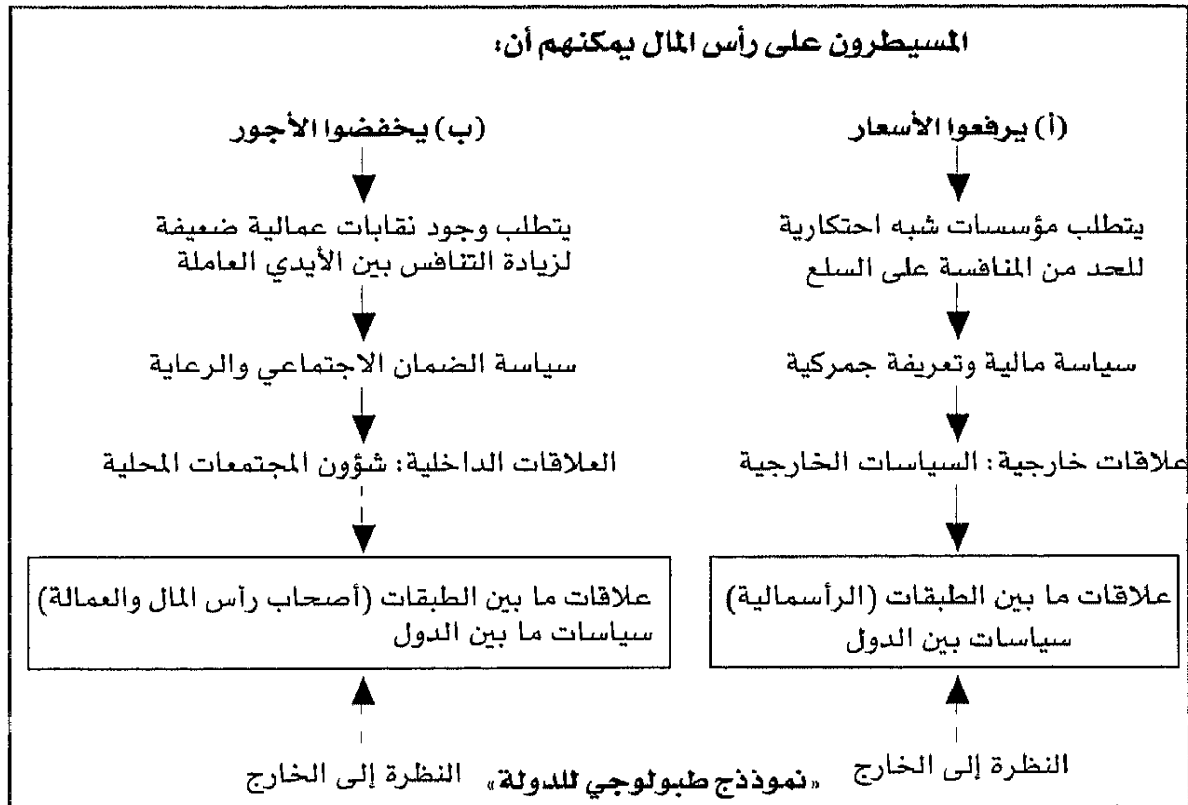 المسيطرون على رأس المال يمكنهم أن:
(أ) يرفعوا الأسعار
يتطلب مؤسسات شبه احتكارية
للحد من المنافسة على السلع
سياسة مالية وتعريفة جمركية
علاقات خارجية: السياسات الخارجية
علاقات ما بين الطبقات (الرأسمالية)
سياسات بين الدول
النظرة إلى الخارج
(ب) يخفضوا الأجور
يتطلب وجود نقابات عمالية ضعيفة
لزيادة التنافس بين الأيدي العاملة
سياسة الضمان الاجتماعي والرعاية
العلاقات الداخلية: شؤون المجتمعات المحلية
علاقات ما بين الطبقات (أصحاب رأس المال والعمالة)
سياسات ما بين الدول
النظرة إلى الخارج
«نموذذج طبولوجي للدولة»